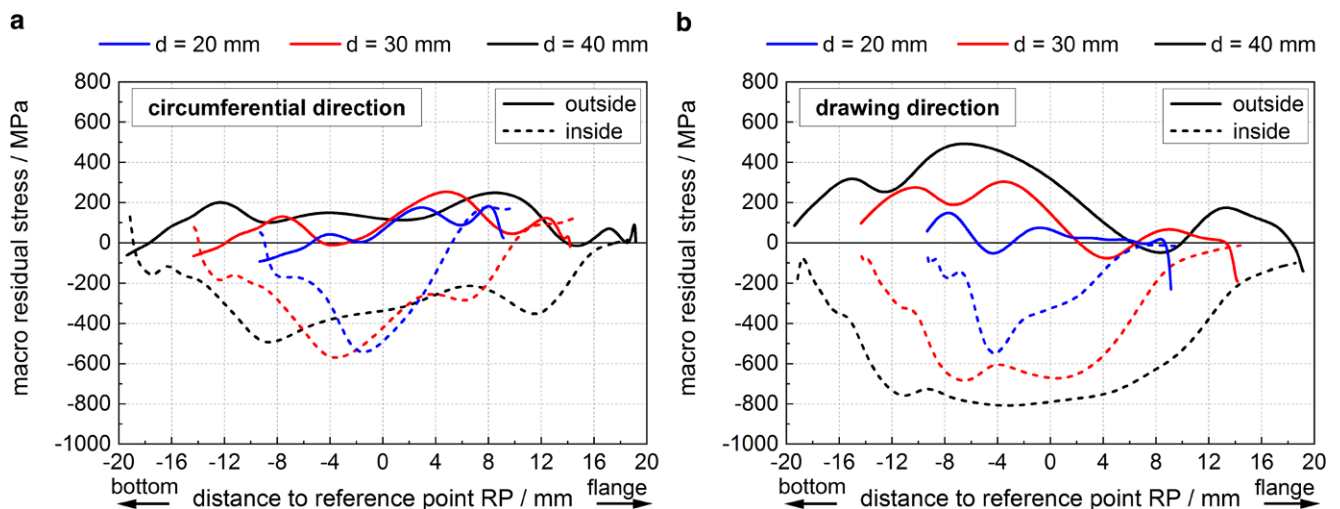 a
d = 20 mm d = 30 mm d = 40 mm
800
600
400
200
0
-200
-400
-600
-800
-1000
macro residual stress / MPa
circumferential direction
outside
inside
-20 -16 -12 -8 -4 0 4 8 12 16 20
bottom distance to reference point RP / mm flange
b
d = 20 mm d = 30 mm d = 40 mm
800
600
400
200
0
-200
-400
-600
-800
-1000
macro residual stress / MPa
drawing direction
outside
inside
-20 -16 -12 -8 -4 0 4 8 12 16 20
bottom distance to reference point RP / mm flange